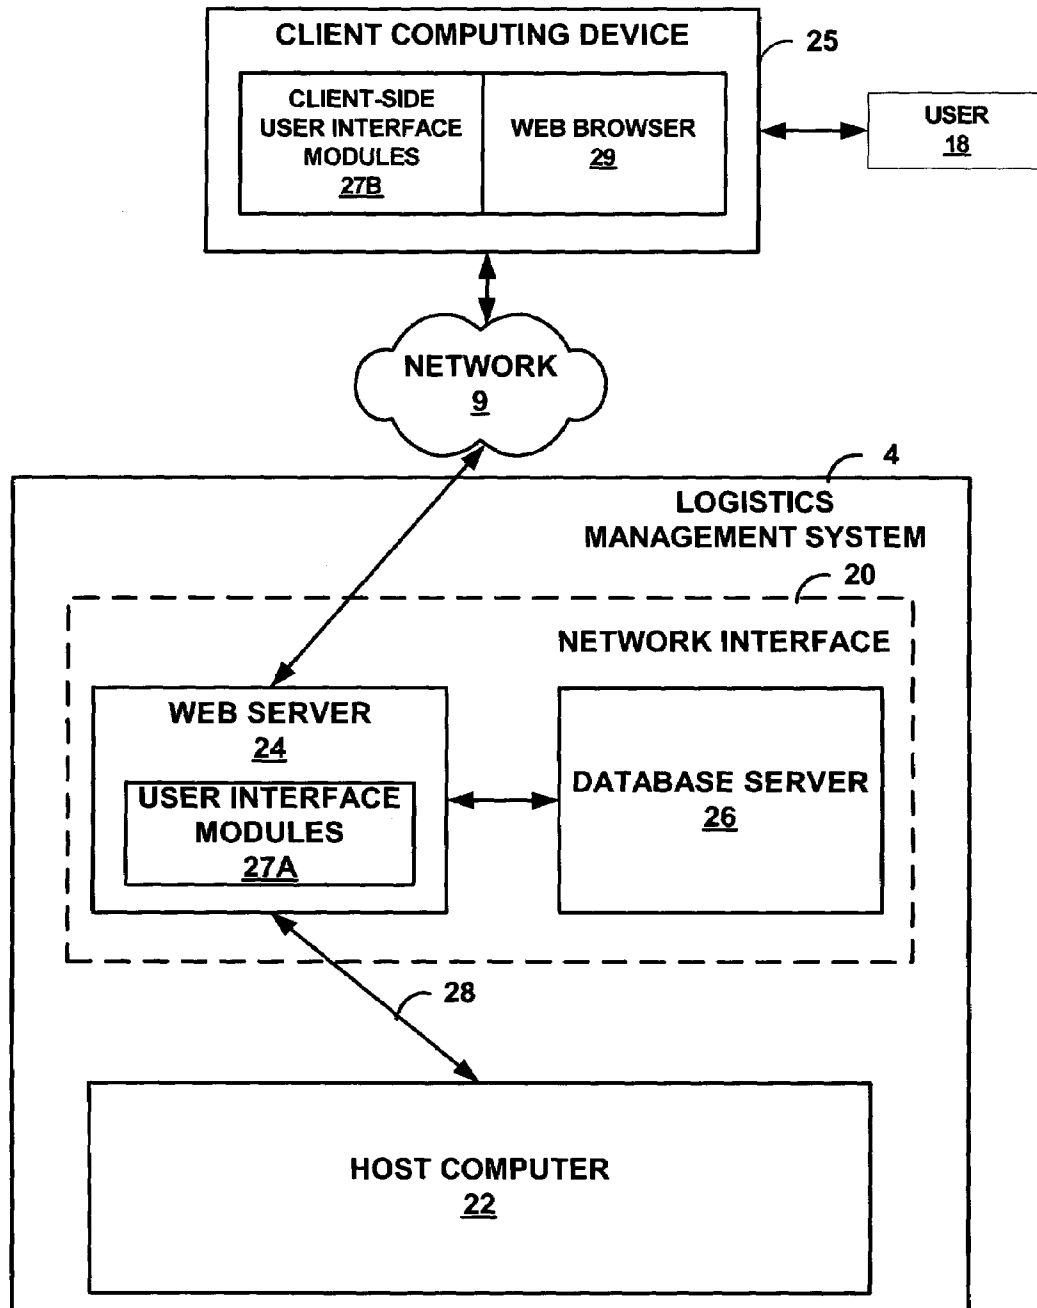 CLIENT COMPUTING DEVICE
25
CLIENT-SIDE
USER INTERFACE
MODULES
27B
WEB BROWSER
29
USER
18
NETWORK
9
4
LOGISTICS
MANAGEMENT SYSTEM
20
NETWORK INTERFACE
WEB SERVER
24
USER INTERFACE
MODULES
27A
DATABASE SERVER
26
28
HOST COMPUTER
22